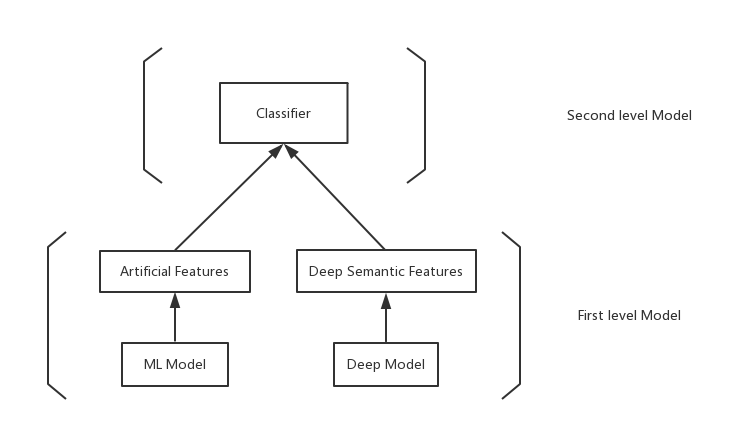 Classifier
Second level Model
Artificial Features
Deep Semantic Features
First level Model
ML Model
Deep Model